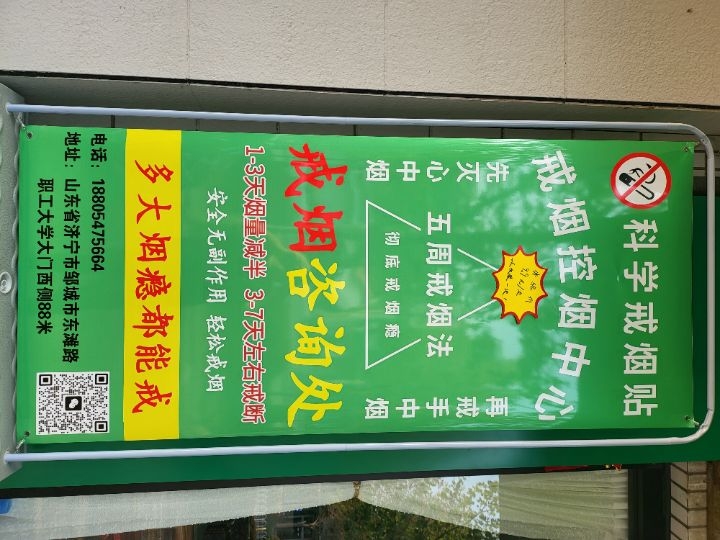 科学戒烟贴
戒烟控烟中心
先灭心中烟
再戒手中烟
五周戒烟法
彻底戒烟瘾
戒烟咨询处
1-3天烟量减半 3-7天左右戒断
安全无副作用 轻松戒烟
多大烟瘾都能戒
电话：18805475664
地址：山东省济宁市邹城市东滩路
职工大学大门西侧88米